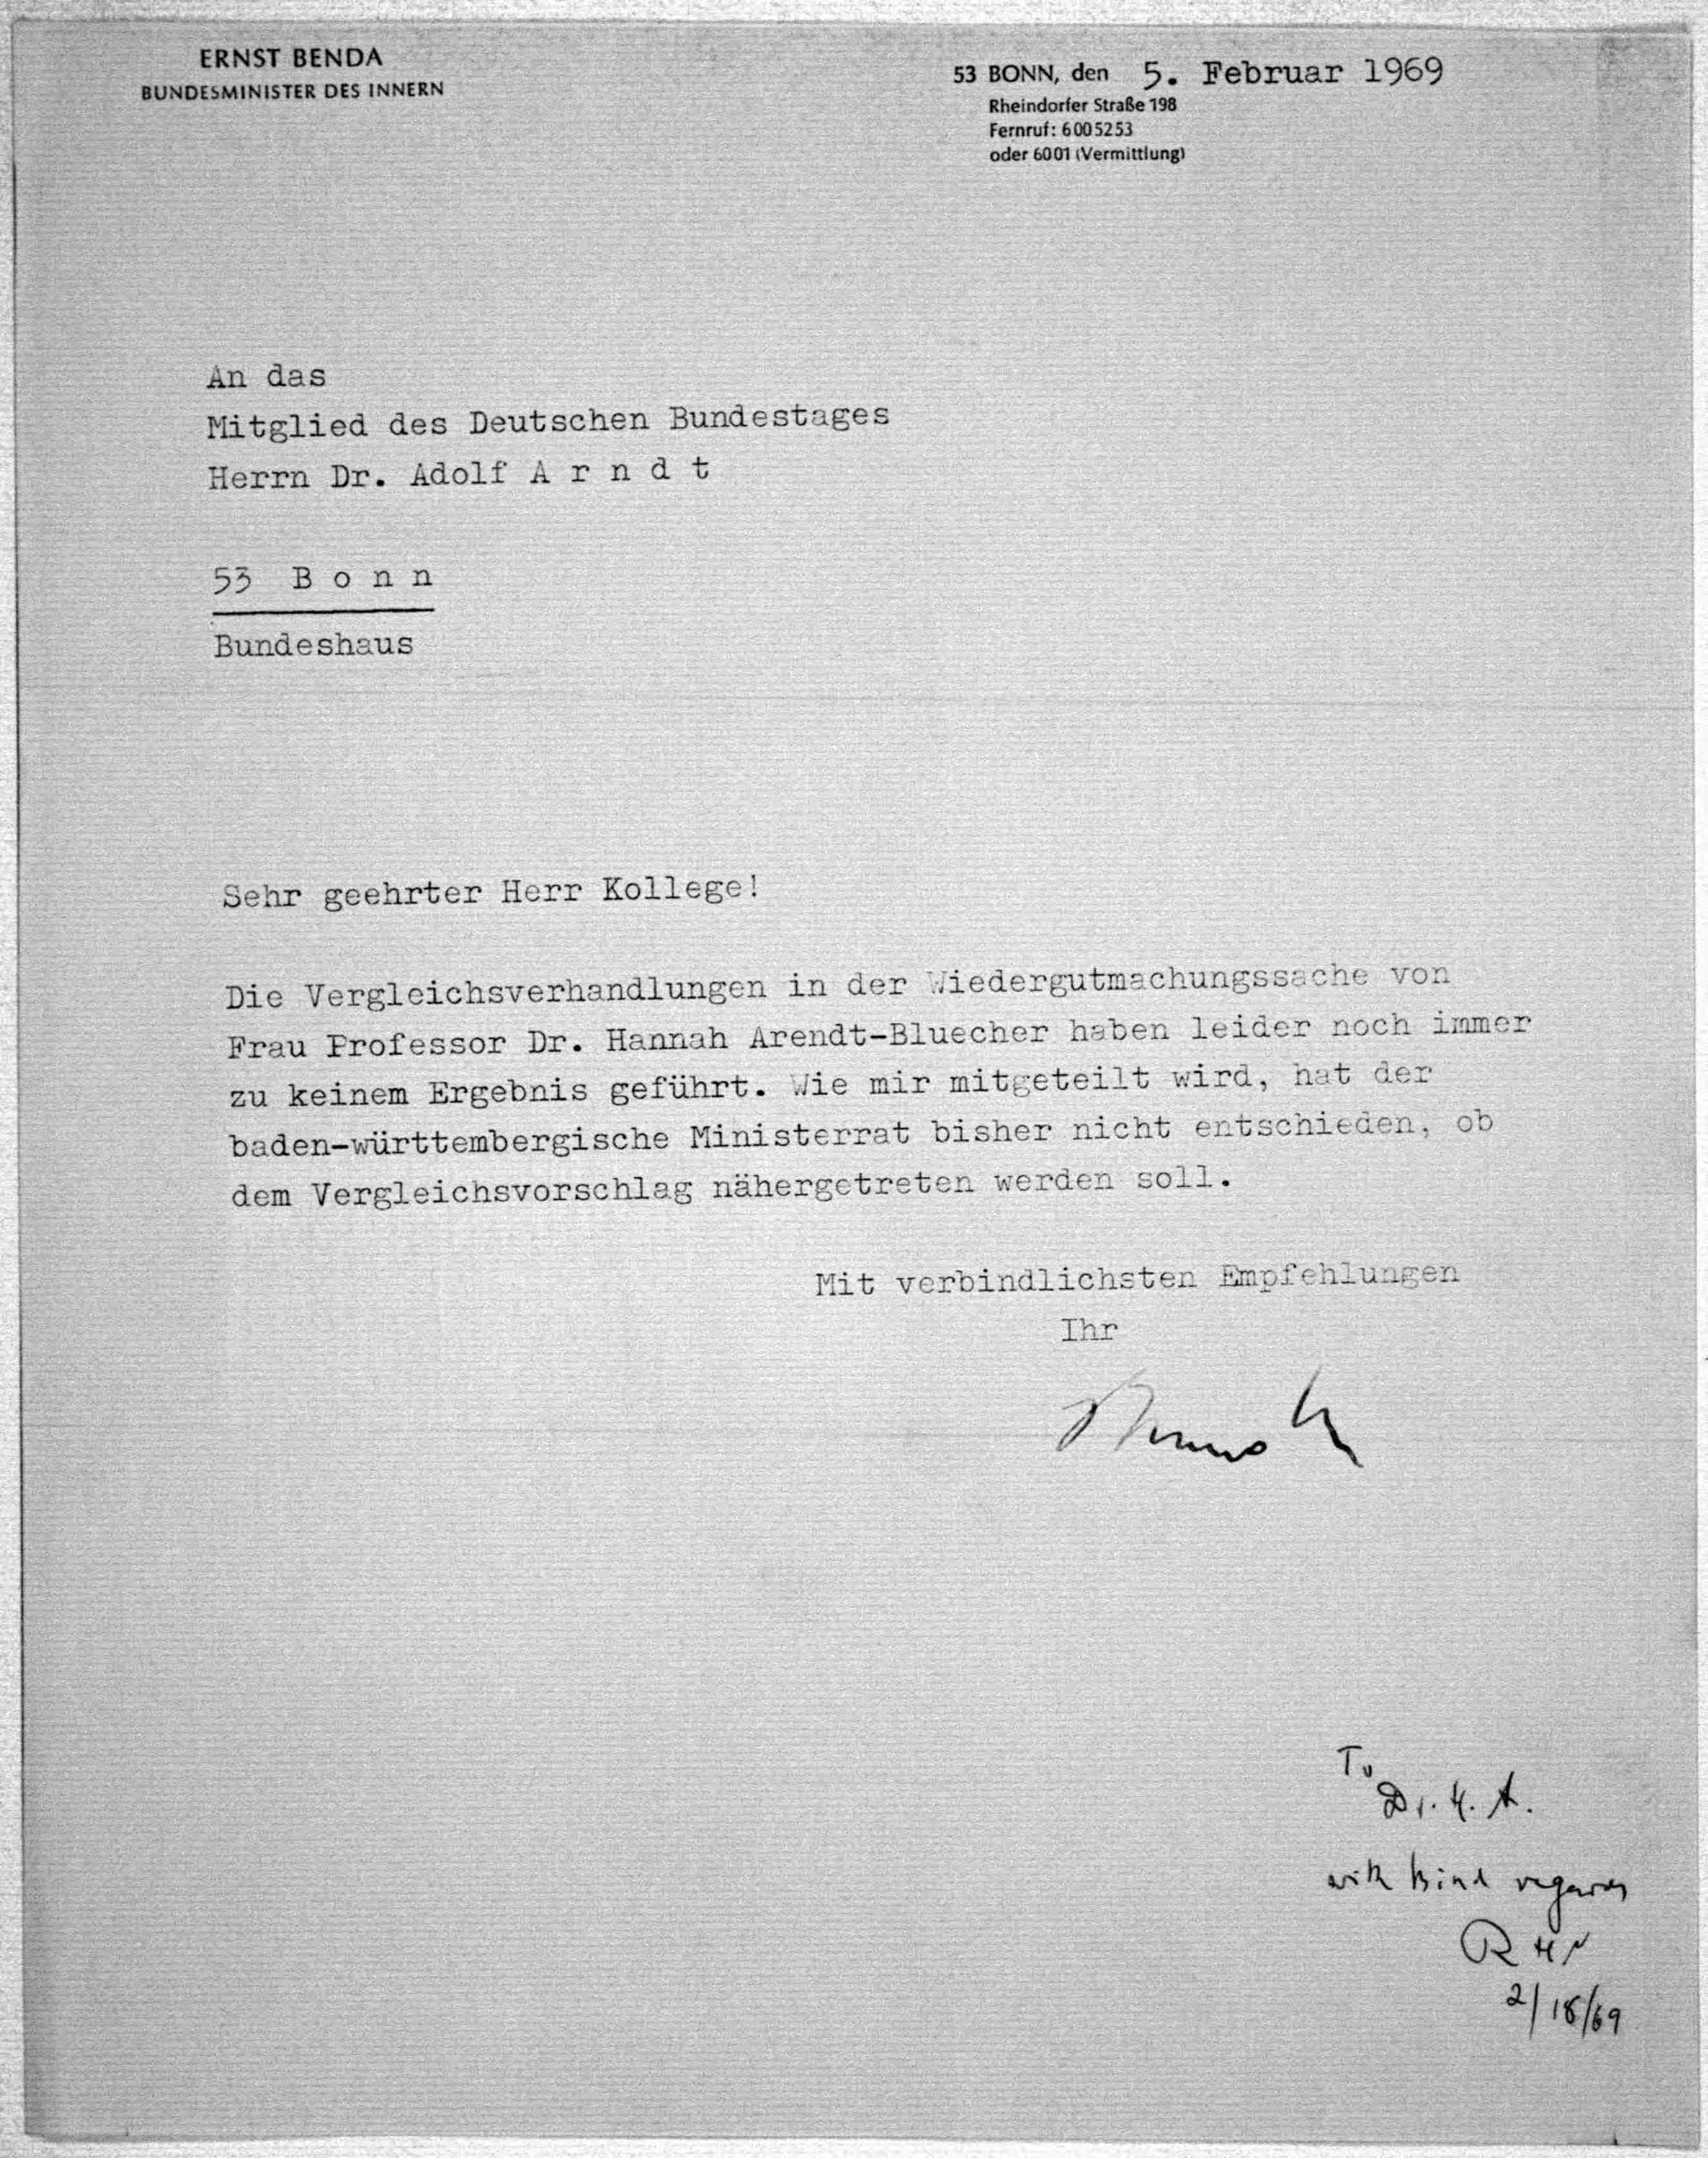 ERNST BENDA
BUNDESMINISTER DES INNERN
53 BONN, den 5. Februar 1969
Rheindorfer Straße 198
Fernruf: 6005253
oder 6001 (Vermittlung)
An das
Mitglied des Deutschen Bundestages
Herrn Dr. Adolf A r n d t
53 B o n n
Bundeshaus
Sehr geehrter Herr Kollege!
Die Vergleichsverhandlungen in der Wiedergutmachungssache von
Frau Professor Dr. Hannah Arendt-Bluecher haben leider noch immer
zu keinem Ergebnis geführt. Wie mir mitgeteilt wird, hat der
baden-württembergische Ministerrat bisher nicht entschieden, ob
dem Vergleichsvorschlag nähergetreten werden soll.
Mit verbindlichsten Empfehlungen
Ihr
To
Dr. H. A.
with kind regards
2/18/69